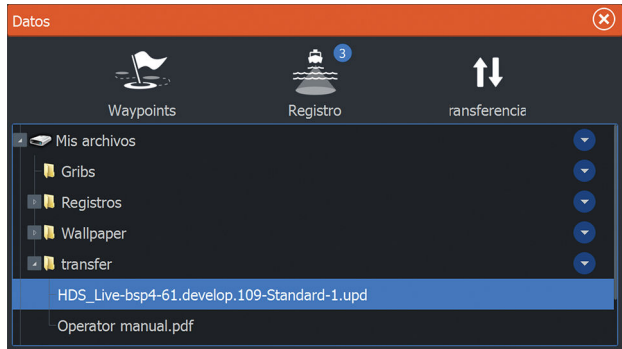 Datos
3
Waypoints
Registro
ransferencia
Mis archivos
Gribs
Registros
Wallpaper
transfer
HDS_Live-bsp4-61.develop.109-Standard-1.upd
Operator manual.pdf